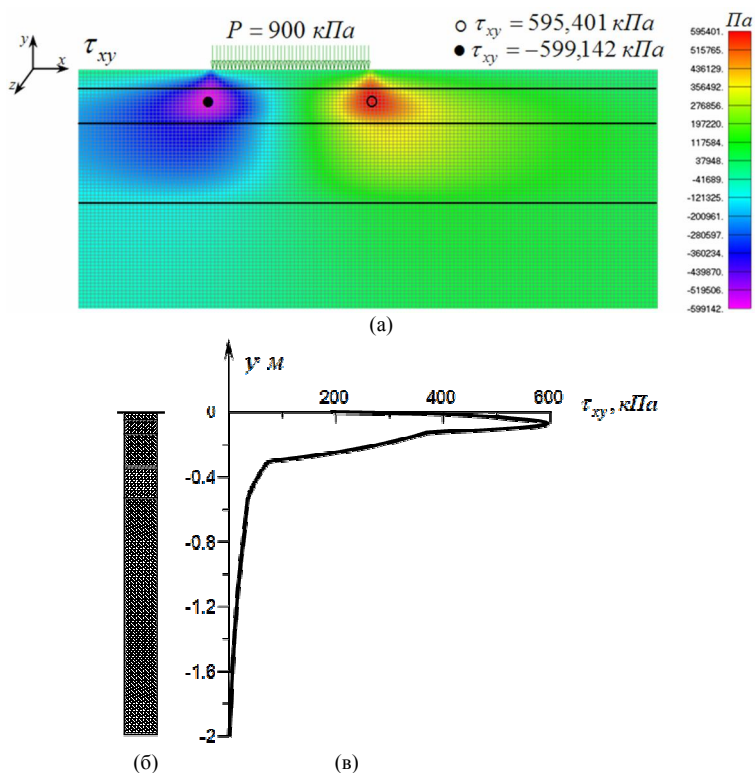 y
x
z
τxy
P = 900 кПа
τxy = 595,401 кПа
τxy = −599,142 кПа
Па
595401.
515765.
436129.
356492.
276856.
197220.
117584.
37948.
-41689.
-121325.
-200961.
-280597.
-360234.
-439870.
-519506.
-599142.
(а)
y, м
200
400
600
τxy, кПа
0
-0.4
-0.8
-1.2
-1.6
-2
(б)
(в)